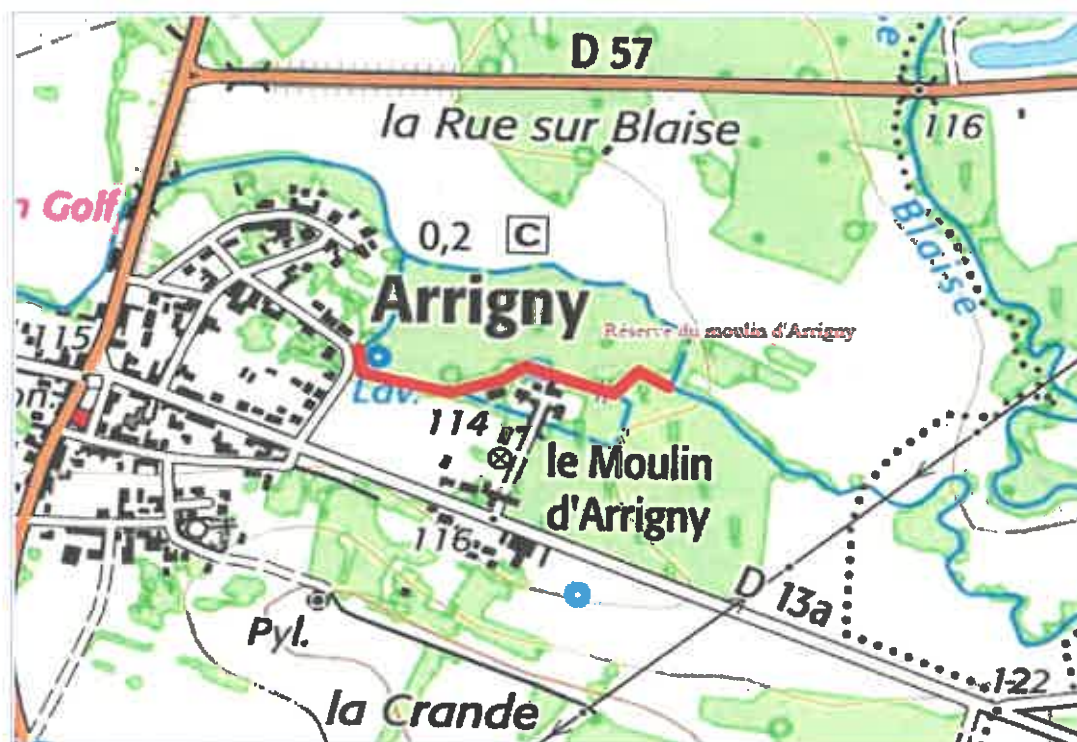 D 57
la Rue sur Blaise
116
Golf
0,2 C
Blaise
Arrigny
Réserve du moulin d'Arrigny
115
Lav.
114
le Moulin
d'Arrigny
116
D 13a
Pyl.
la Crande
122